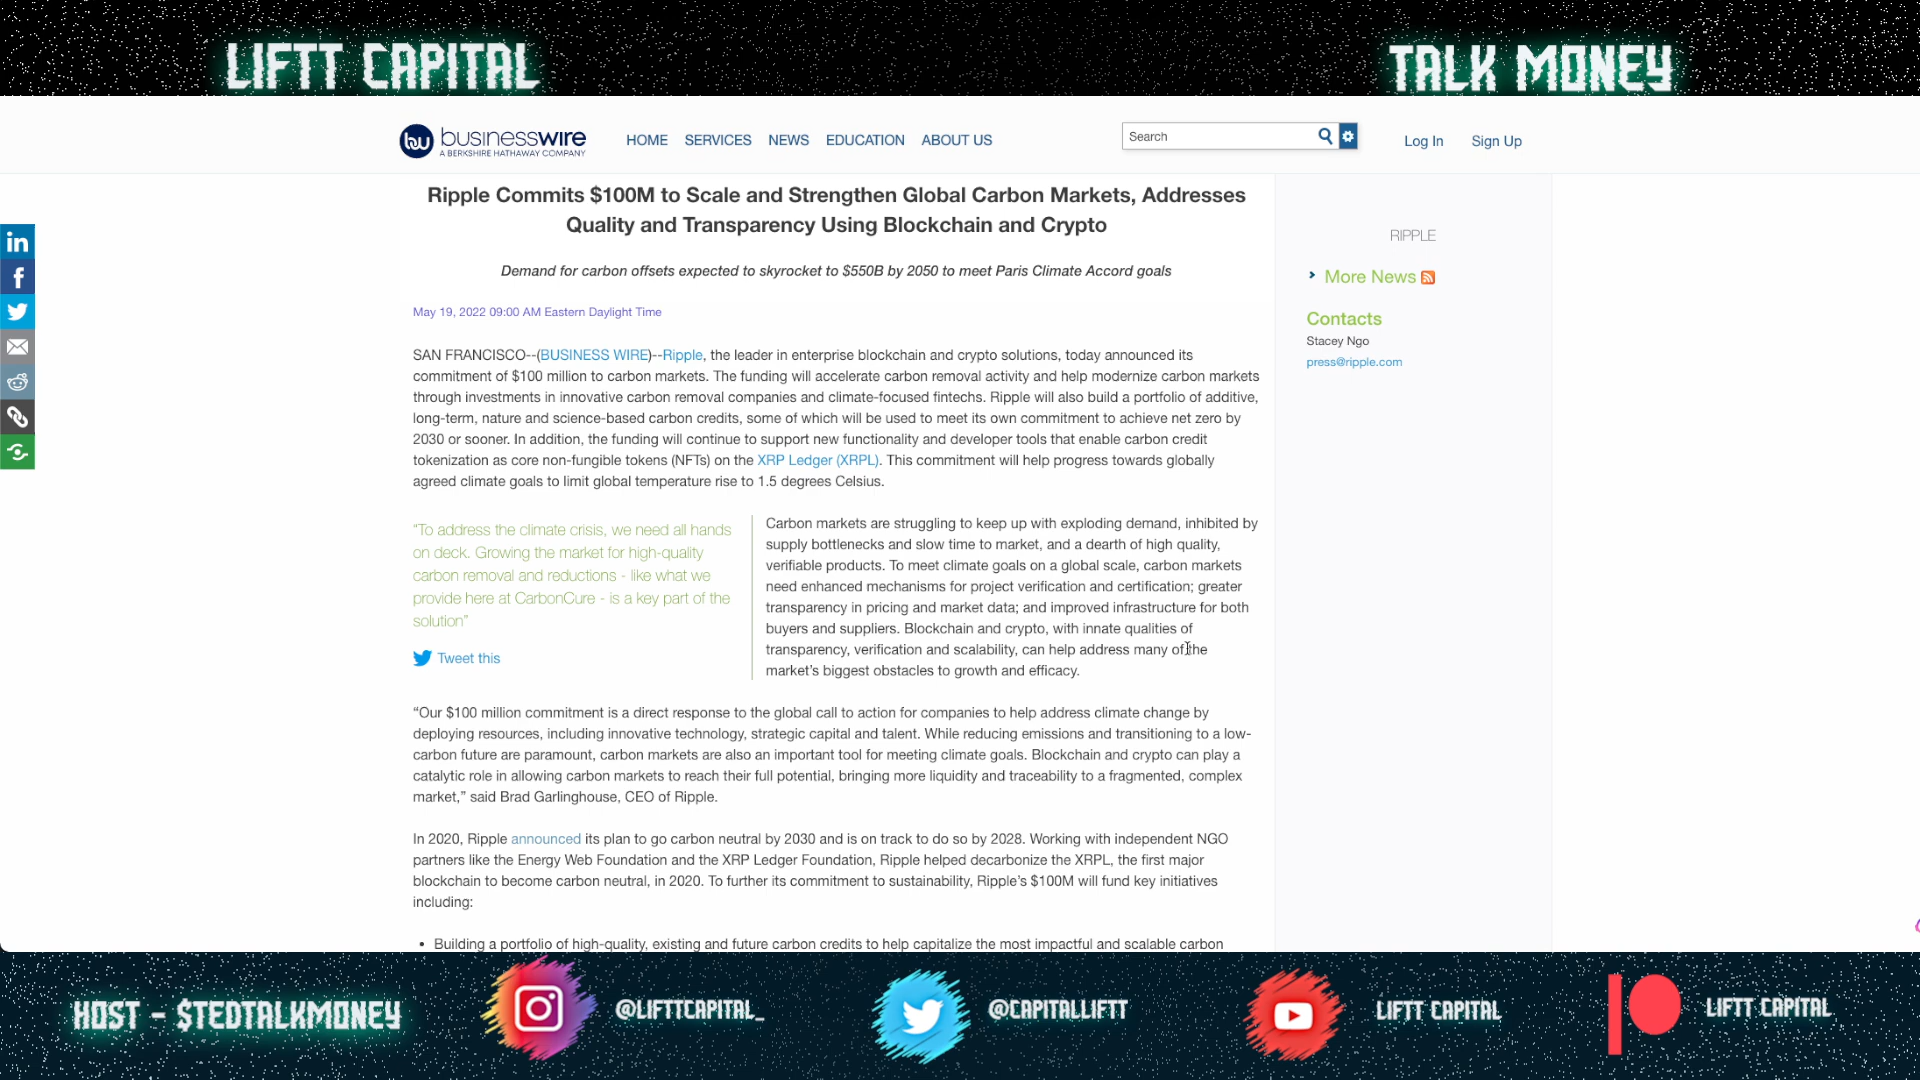 LIFTT CAPITAL
TALK MONEY
bu businesswire
A BERKSHIRE HATHAWAY COMPANY
HOME SERVICES NEWS EDUCATION ABOUT US
Search
Log In Sign Up
Ripple Commits $100M to Scale and Strengthen Global Carbon Markets, Addresses
Quality and Transparency Using Blockchain and Crypto
Demand for carbon offsets expected to skyrocket to $550B by 2050 to meet Paris Climate Accord goals
May 19, 2022 09:00 AM Eastern Daylight Time
SAN FRANCISCO--(BUSINESS WIRE)--Ripple, the leader in enterprise blockchain and crypto solutions, today announced its
commitment of $100 million to carbon markets. The funding will accelerate carbon removal activity and help modernize carbon markets
through investments in innovative carbon removal companies and climate-focused fintechs. Ripple will also build a portfolio of additive,
long-term, nature and science-based carbon credits, some of which will be used to meet its own commitment to achieve net zero by
2030 or sooner. In addition, the funding will continue to support new functionality and developer tools that enable carbon credit
tokenization as core non-fungible tokens (NFTs) on the XRP Ledger (XRPL). This commitment will help progress towards globally
agreed climate goals to limit global temperature rise to 1.5 degrees Celsius.
“To address the climate crisis, we need all hands
on deck. Growing the market for high-quality
carbon removal and reductions - like what we
provide here at CarbonCure - is a key part of the
solution”
Tweet this
Carbon markets are struggling to keep up with exploding demand, inhibited by
supply bottlenecks and slow time to market, and a dearth of high quality,
verifiable products. To meet climate goals on a global scale, carbon markets
need enhanced mechanisms for project verification and certification; greater
transparency in pricing and market data; and improved infrastructure for both
buyers and suppliers. Blockchain and crypto, with innate qualities of
transparency, verification and scalability, can help address many of the
market’s biggest obstacles to growth and efficacy.
“Our $100 million commitment is a direct response to the global call to action for companies to help address climate change by
deploying resources, including innovative technology, strategic capital and talent. While reducing emissions and transitioning to a low-
carbon future are paramount, carbon markets are also an important tool for meeting climate goals. Blockchain and crypto can play a
catalytic role in allowing carbon markets to reach their full potential, bringing more liquidity and traceability to a fragmented, complex
market,” said Brad Garlinghouse, CEO of Ripple.
In 2020, Ripple announced its plan to go carbon neutral by 2030 and is on track to do so by 2028. Working with independent NGO
partners like the Energy Web Foundation and the XRP Ledger Foundation, Ripple helped decarbonize the XRPL, the first major
blockchain to become carbon neutral, in 2020. To further its commitment to sustainability, Ripple’s $100M will fund key initiatives
including:
• Building a portfolio of high-quality, existing and future carbon credits to help capitalize the most impactful and scalable carbon
RIPPLE
More News
Contacts
Stacey Ngo
press@ripple.com
HOST - $TEDTALKMONEY
@LIFTTCAPITAL_
@CAPITALLIFTT
LIFTT CAPITAL
LIFTT CAPITAL